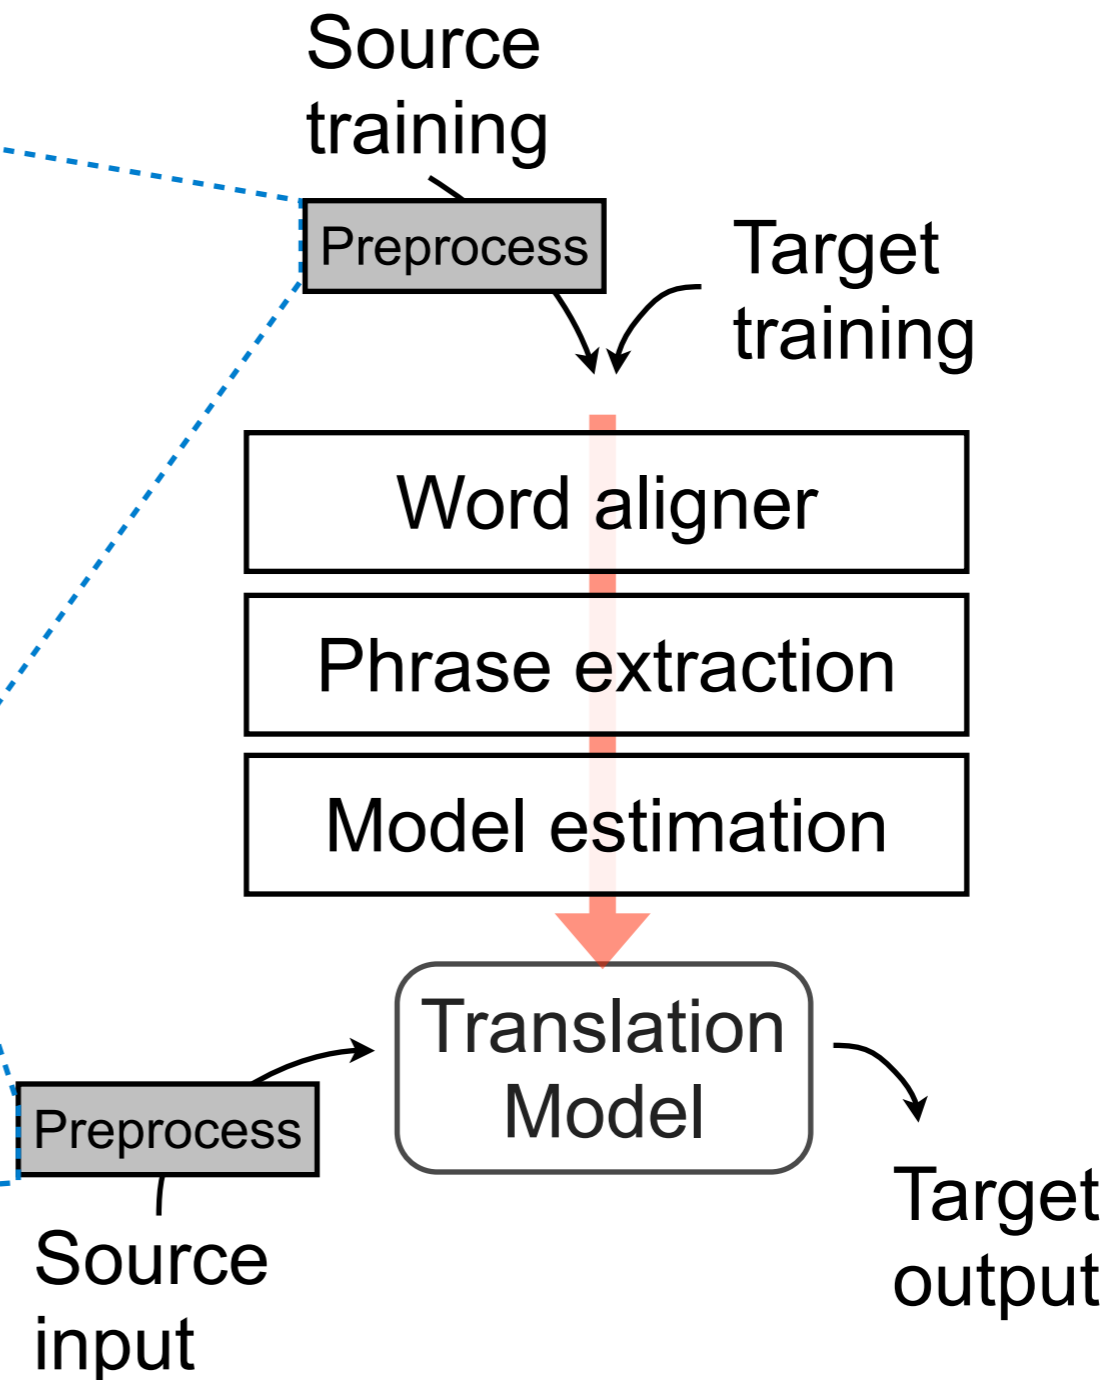 Source
training
Preprocess
Target
training
Word aligner
Phrase extraction
Model estimation
Translation
Model
Preprocess
Source
input
Target
output